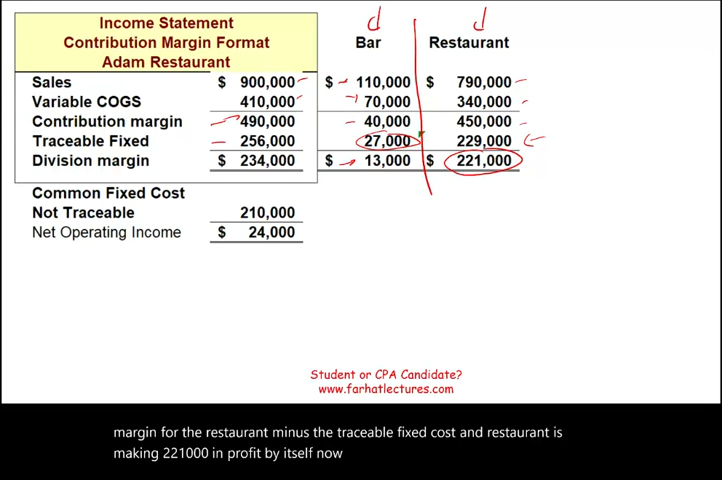 Income Statement
Contribution Margin Format
Adam Restaurant
d d
Bar Restaurant
Sales $ 900,000 $ 110,000 $ 790,000
Variable COGS 410,000 70,000 340,000
Contribution margin 490,000 40,000 450,000
Traceable Fixed 256,000 27,000 229,000
Division margin $ 234,000 $ 13,000 $ 221,000
Common Fixed Cost
Not Traceable 210,000
Net Operating Income $ 24,000
Student or CPA Candidate?
www.farhatlectures.com
margin for the restaurant minus the traceable fixed cost and restaurant is
making 221000 in profit by itself now